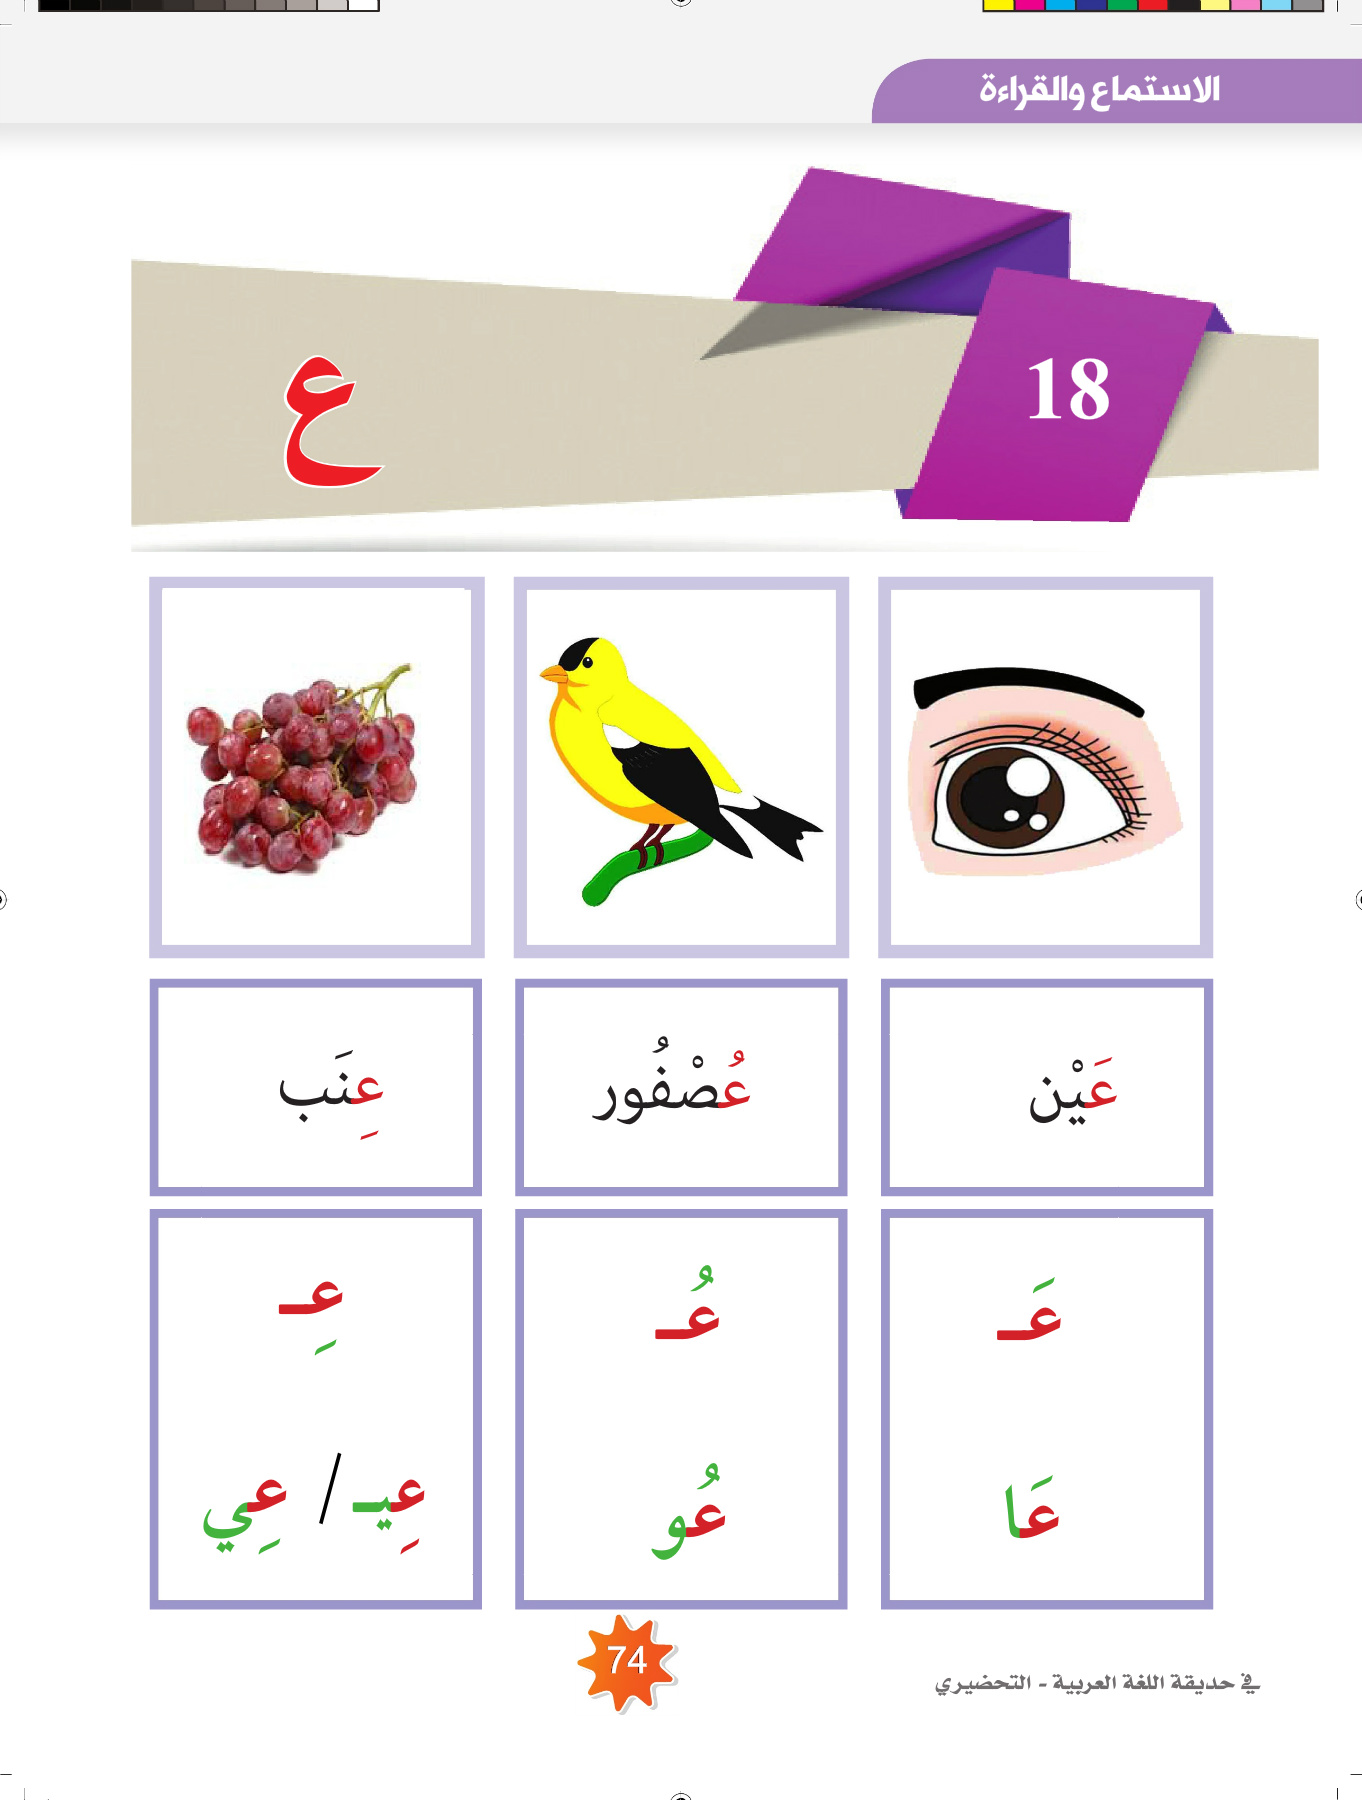 الاستماع والقراءة
18
ع
عَيْن
عُصْفُور
عِنَب
عَـ
عُـ
عِـ
عَا
عُو
عِيـ / عِي
74
في حديقة اللغة العربية - التحضيري